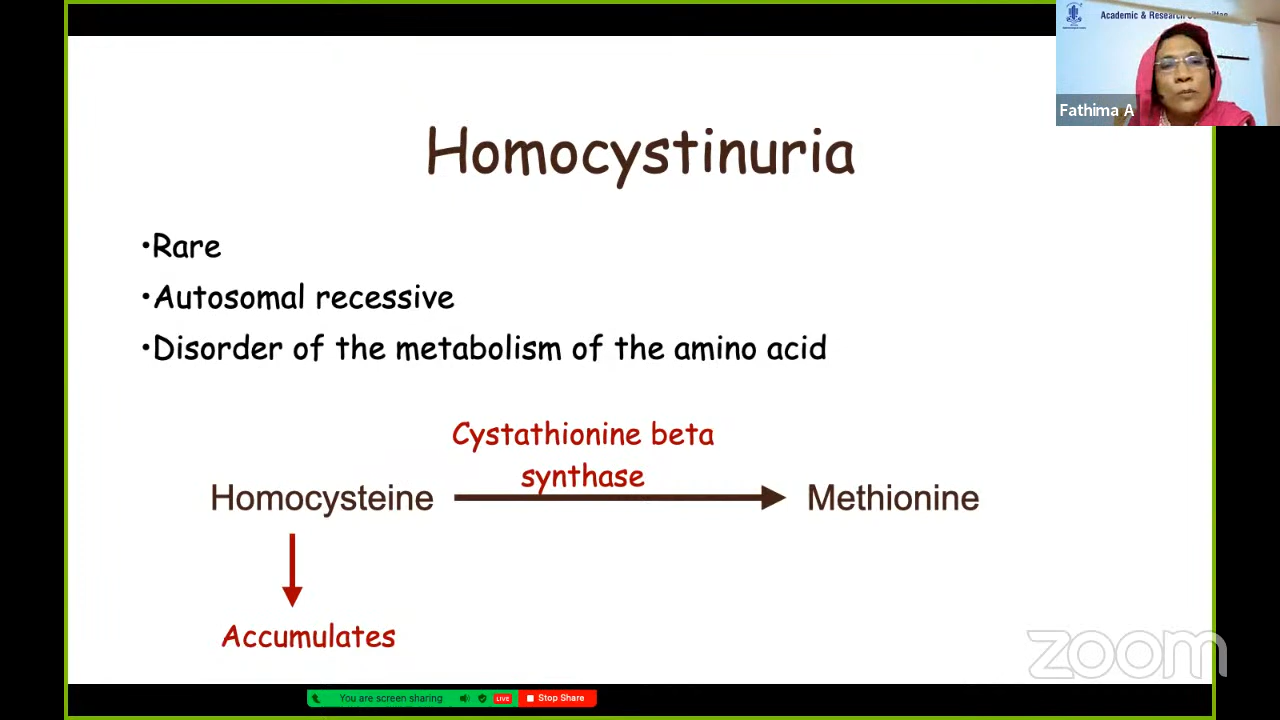 Academic & Research Committee
Fathima A
Homocystinuria
•Rare
•Autosomal recessive
•Disorder of the metabolism of the amino acid
Cystathionine beta
synthase
Homocysteine
Methionine
Accumulates
zoom
You are screen sharing
LIVE
Stop Share